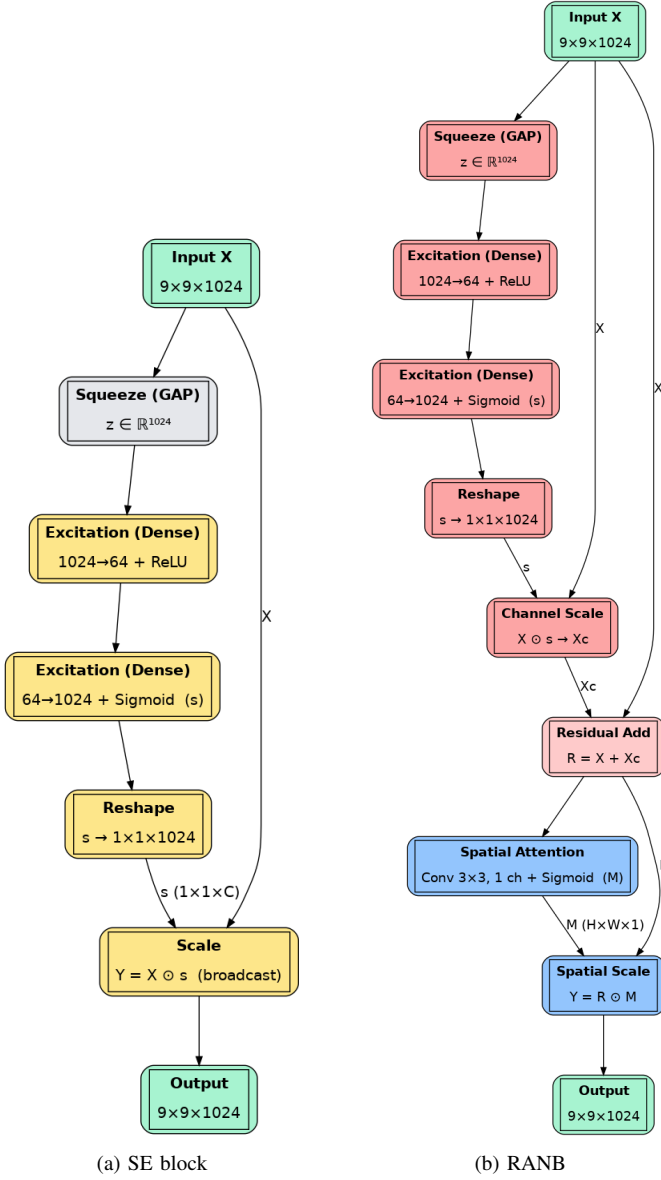 Input X
9×9×1024
Squeeze (GAP)
z ∈ ℝ¹⁰²⁴
Excitation (Dense)
1024→64 + ReLU
Excitation (Dense)
64→1024 + Sigmoid (s)
Reshape
s → 1×1×1024
X
s (1×1×C)
Scale
Y = X ⊙ s (broadcast)
Output
9×9×1024
(a) SE block
Input X
9×9×1024
Squeeze (GAP)
z ∈ ℝ¹⁰²⁴
Excitation (Dense)
1024→64 + ReLU
X
Excitation (Dense)
64→1024 + Sigmoid (s)
X
Reshape
s → 1×1×1024
s
Channel Scale
X ⊙ s → Xc
Xc
Residual Add
R = X + Xc
Spatial Attention
Conv 3×3, 1 ch + Sigmoid (M)
M (H×W×1)
Spatial Scale
Y = R ⊙ M
Output
9×9×1024
(b) RANB